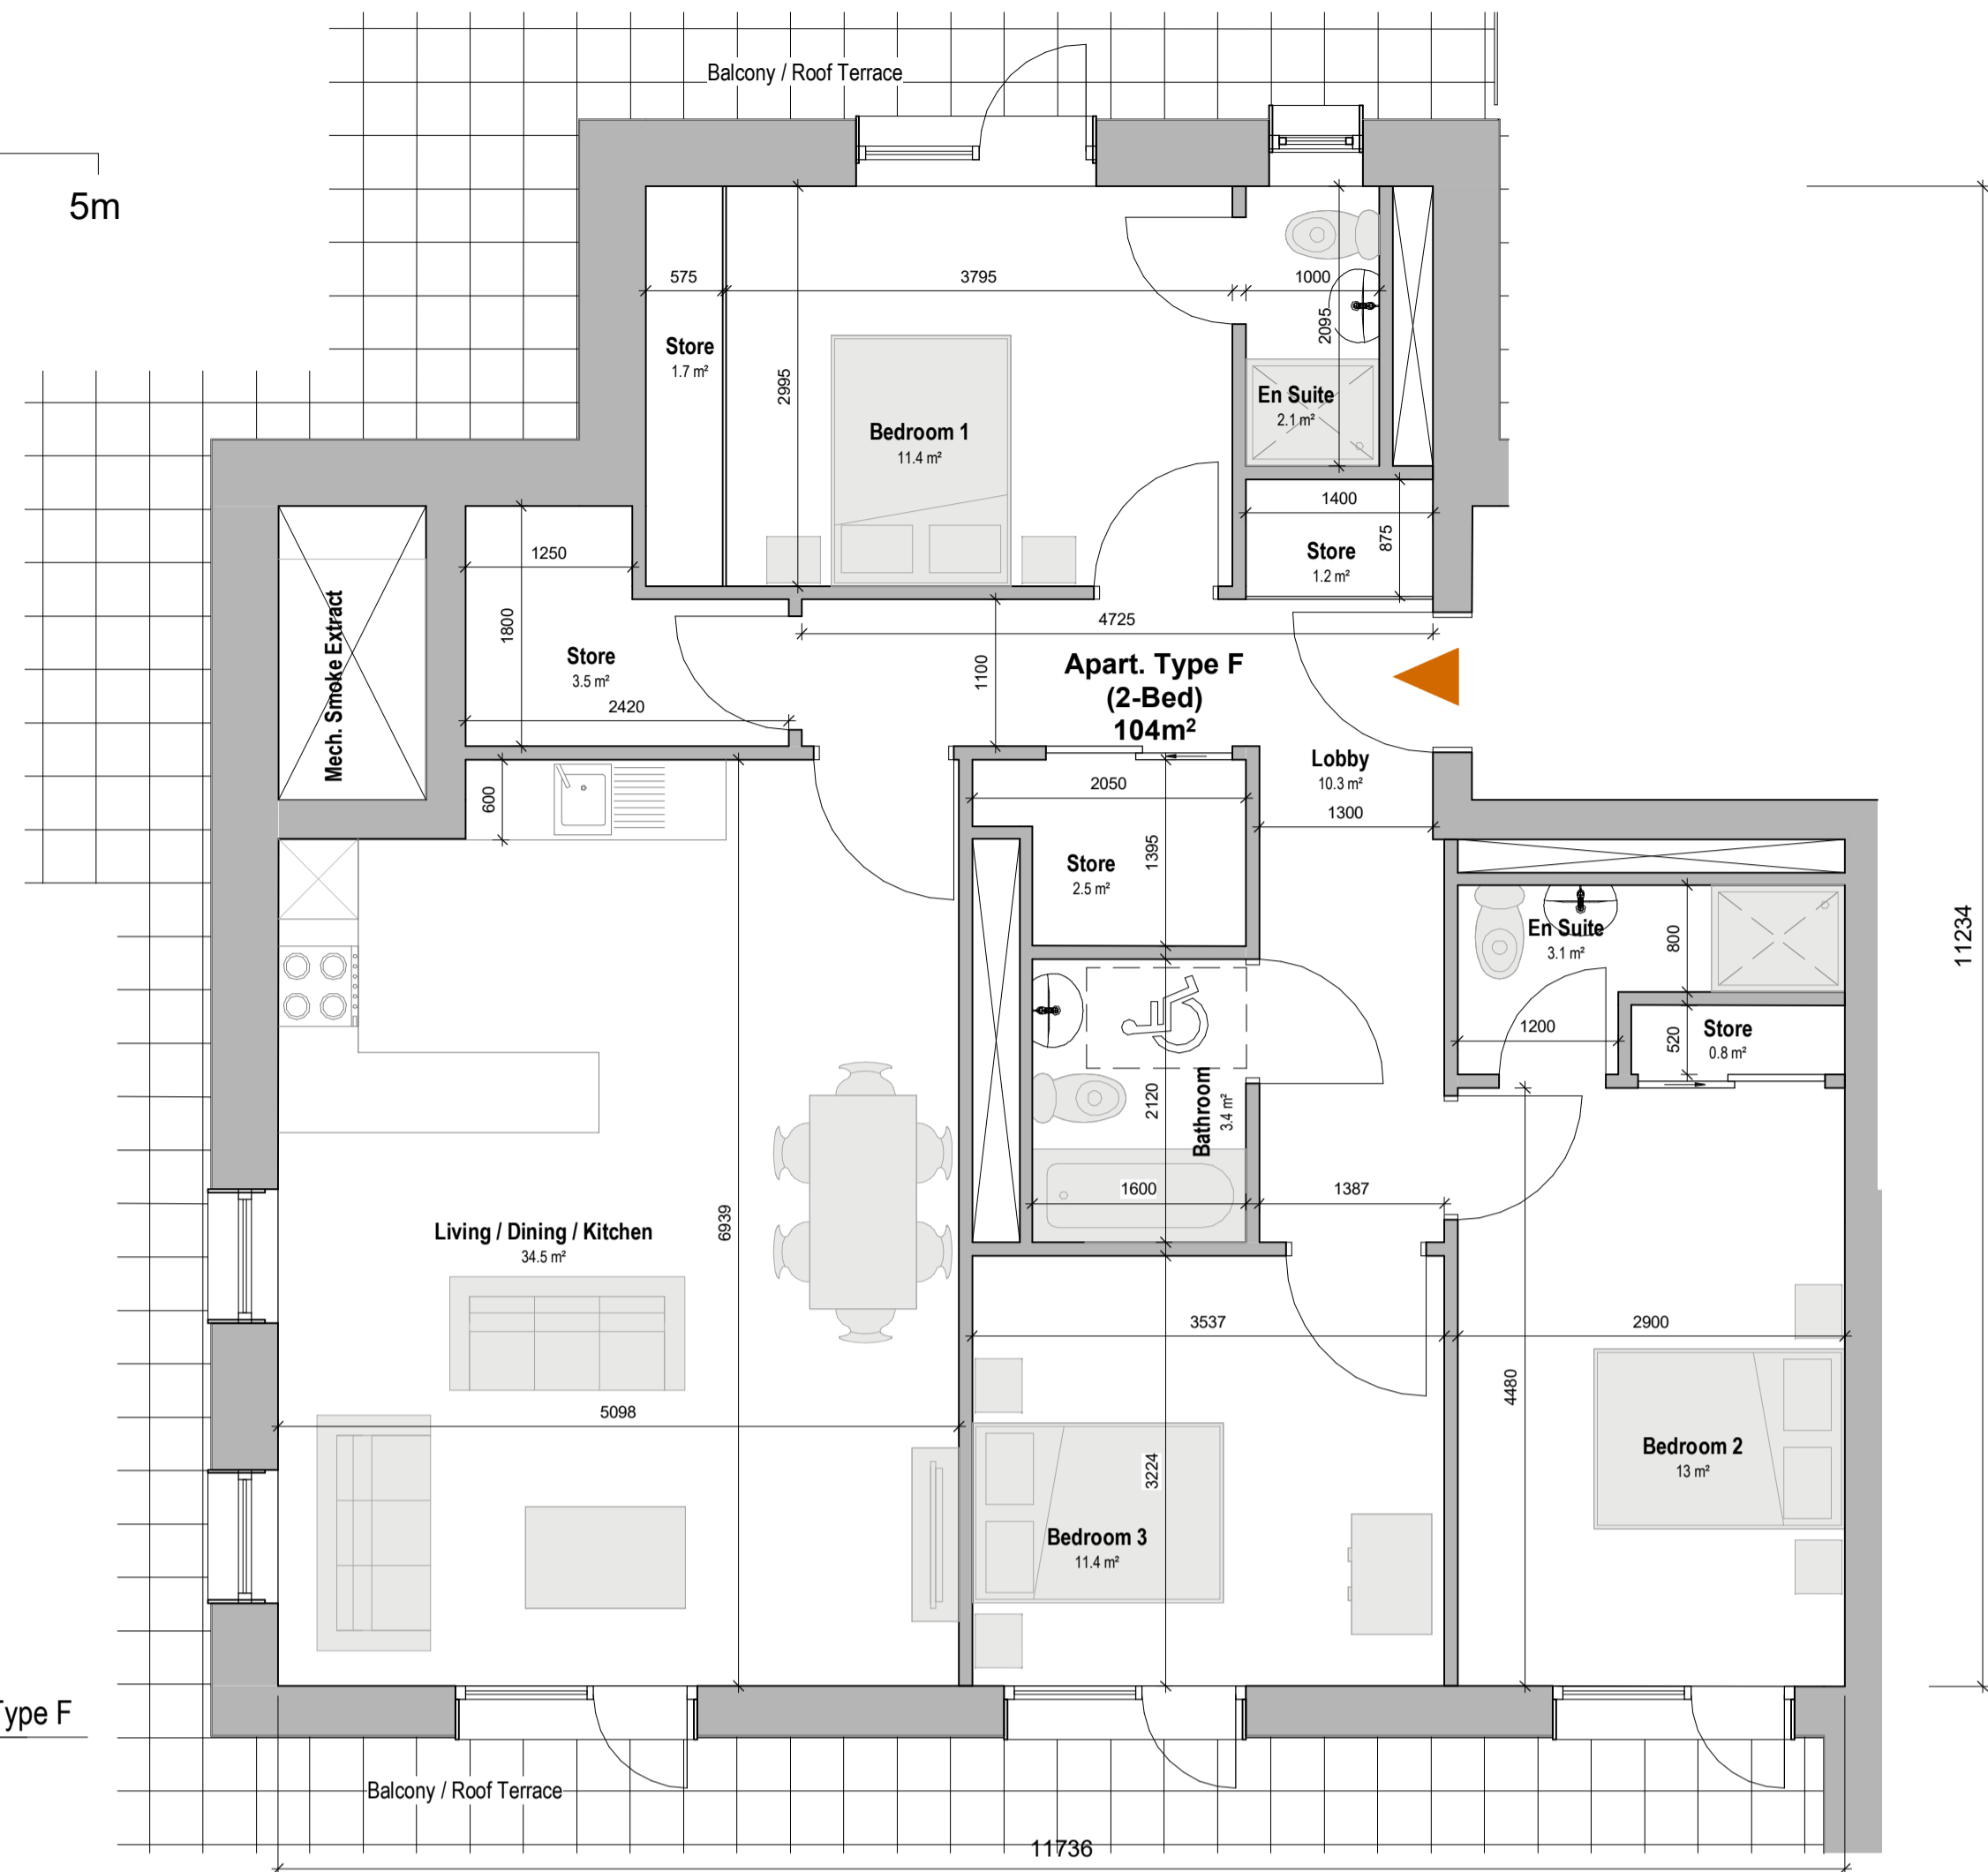 Balcony / Roof Terrace
5m
575
3795
1000
2095
Store
1.7 m²
2995
En Suite
2.1 m²
Bedroom 1
11.4 m²
1400
875
Store
1.2 m²
1250
1800
Mech. Smoke Extract
Store
3.5 m²
2420
4725
1100
Apart. Type F
(2-Bed)
104m²
Lobby
10.3 m²
1300
600
2050
1395
Store
2.5 m²
En Suite
3.1 m²
800
11234
1200
520
Store
0.8 m²
2120
Bathroom
3.4 m²
1600
1387
Living / Dining / Kitchen
34.5 m²
6939
3537
2900
4480
5098
3224
Bedroom 2
13 m²
Bedroom 3
11.4 m²
Type F
Balcony / Roof Terrace
11736